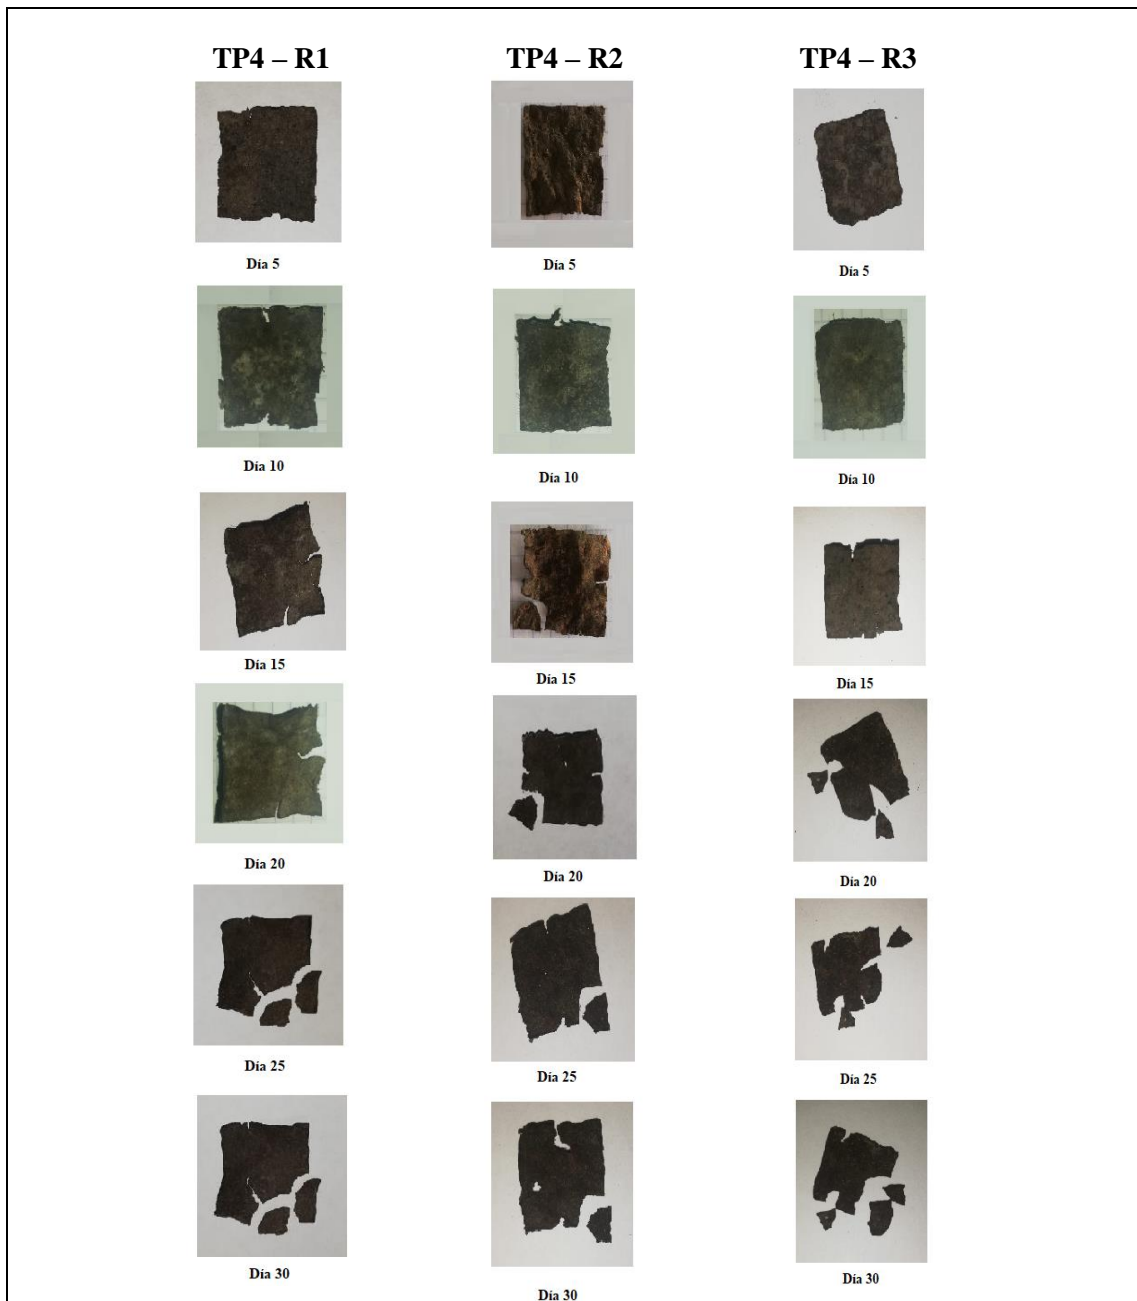 TP4 – R1 TP4 – R2 TP4 – R3
Día 5 Día 5 Día 5
Día 10 Día 10 Día 10
Día 15 Día 15 Día 15
Día 20 Día 20 Día 20
Día 25 Día 25 Día 25
Día 30 Día 30 Día 30